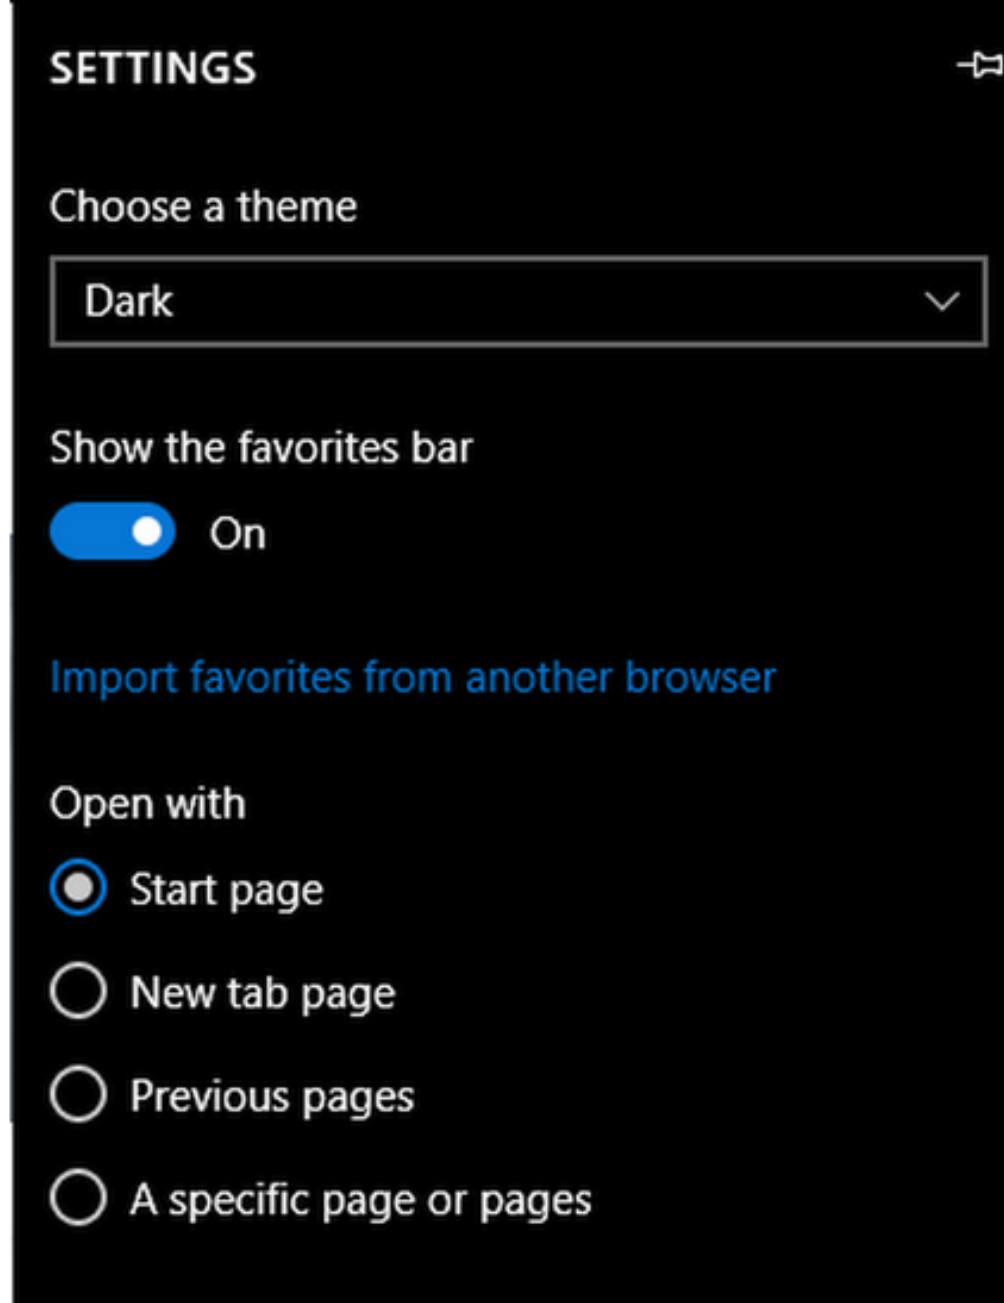 SETTINGS
Choose a theme
Dark
Show the favorites bar
On
Import favorites from another browser
Open with
Start page
New tab page
Previous pages
A specific page or pages